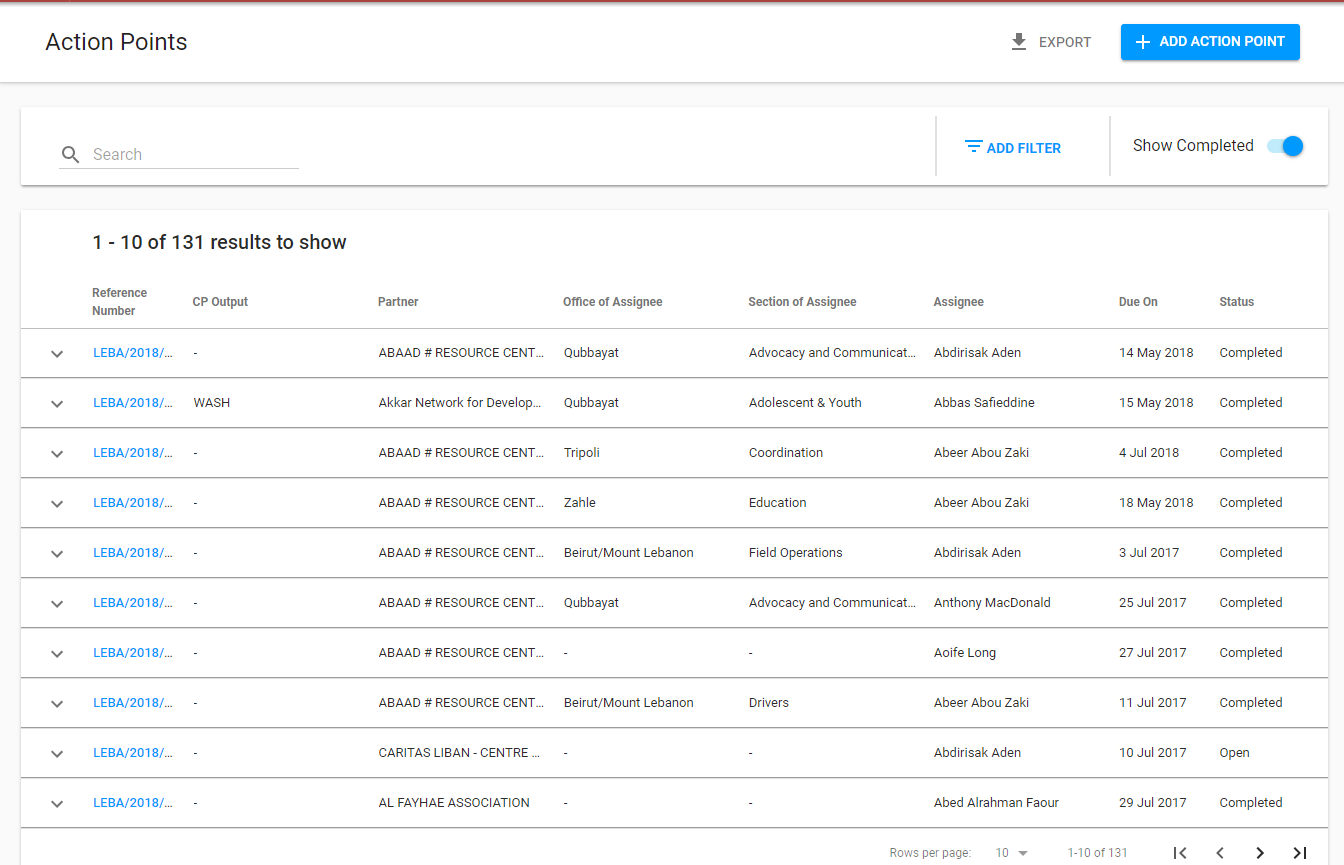 Action Points
EXPORT
ADD ACTION POINT
Search
ADD FILTER
Show Completed
1 - 10 of 131 results to show
Reference Number CP Output Partner Office of Assignee Section of Assignee Assignee Due On Status
LEBA/2018/... - ABAAD # RESOURCE CENT... Qubbayat Advocacy and Communicat... Abdirisak Aden 14 May 2018 Completed
LEBA/2018/... WASH Akkar Network for Develop... Qubbayat Adolescent & Youth Abbas Safieddine 15 May 2018 Completed
LEBA/2018/... - ABAAD # RESOURCE CENT... Tripoli Coordination Abeer Abou Zaki 4 Jul 2018 Completed
LEBA/2018/... - ABAAD # RESOURCE CENT... Zahle Education Abeer Abou Zaki 18 May 2018 Completed
LEBA/2018/... - ABAAD # RESOURCE CENT... Beirut/Mount Lebanon Field Operations Abdirisak Aden 3 Jul 2017 Completed
LEBA/2018/... - ABAAD # RESOURCE CENT... Qubbayat Advocacy and Communicat... Anthony MacDonald 25 Jul 2017 Completed
LEBA/2018/... - ABAAD # RESOURCE CENT... - - Aoife Long 27 Jul 2017 Completed
LEBA/2018/... - ABAAD # RESOURCE CENT... Beirut/Mount Lebanon Drivers Abeer Abou Zaki 11 Jul 2017 Completed
LEBA/2018/... - CARITAS LIBAN - CENTRE ... - - Abdirisak Aden 10 Jul 2017 Open
LEBA/2018/... - AL FAYHAE ASSOCIATION - - Abed Alrahman Faour 29 Jul 2017 Completed
Rows per page: 10 1-10 of 131